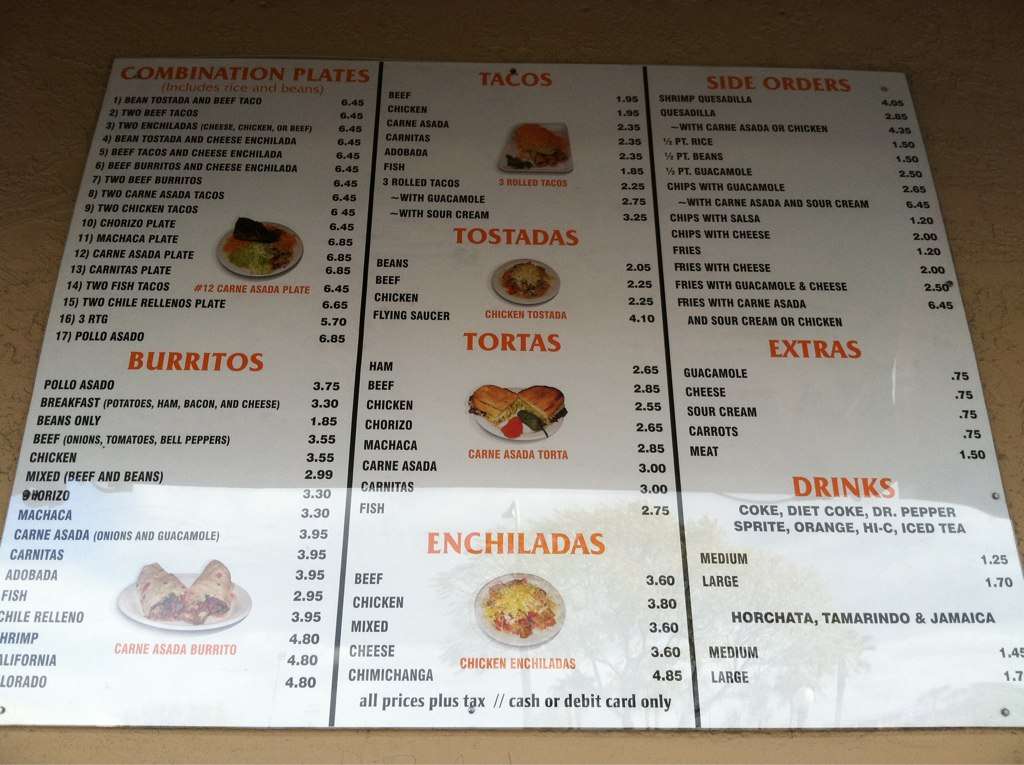 COMBINATION PLATES
(Includes rice and beans)
1) BEAN TOSTADA AND BEEF TACO 6.45
2) TWO BEEF TACOS 6.45
3) TWO ENCHILADAS (CHEESE, CHICKEN, OR BEEF) 6.45
4) BEAN TOSTADA AND CHEESE ENCHILADA 6.45
5) BEEF TACOS AND CHEESE ENCHILADA 6.45
6) BEEF BURRITOS AND CHEESE ENCHILADA 6.45
7) TWO BEEF BURRITOS 6.45
8) TWO CARNE ASADA TACOS 6.45
9) TWO CHICKEN TACOS 6 45
10) CHORIZO PLATE 6.45
11) MACHACA PLATE 6.85
12) CARNE ASADA PLATE 6.85
13) CARNITAS PLATE 6.85
14) TWO FISH TACOS #12 CARNE ASADA PLATE 6.45
15) TWO CHILE RELLENOS PLATE 6.65
16) 3 RTG 5.70
17) POLLO ASADO 6.85
BURRITOS
POLLO ASADO 3.75
BREAKFAST (POTATOES, HAM, BACON, AND CHEESE) 3.30
BEANS ONLY 1.85
BEEF (ONIONS, TOMATOES, BELL PEPPERS) 3.55
CHICKEN 3.55
MIXED (BEEF AND BEANS) 2.99
CHORIZO 3.30
MACHACA 3.30
CARNE ASADA (ONIONS AND GUACAMOLE) 3.95
CARNITAS 3.95
ADOBADA 3.95
FISH 2.95
CHILE RELLENO 3.95
HRIMP 4.80
ALIFORNIA 4.80
LORADO 4.80
CARNE ASADA BURRITO
TACOS
BEEF 1.95
CHICKEN 1.95
CARNE ASADA 2.35
CARNITAS 2.35
ADOBADA 2.35
FISH 1.85
3 ROLLED TACOS 2.25
~WITH GUACAMOLE 2.75
~WITH SOUR CREAM 3.25
3 ROLLED TACOS
TOSTADAS
BEANS 2.05
BEEF 2.25
CHICKEN 2.25
FLYING SAUCER 4.10
CHICKEN TOSTADA
TORTAS
HAM 2.65
BEEF 2.85
CHICKEN 2.55
CHORIZO 2.65
MACHACA 2.85
CARNE ASADA 3.00
CARNITAS 3.00
FISH 2.75
CARNE ASADA TORTA
ENCHILADAS
BEEF 3.60
CHICKEN 3.80
MIXED 3.60
CHEESE 3.60
CHIMICHANGA 4.85
CHICKEN ENCHILADAS
all prices plus tax // cash or debit card only
SIDE ORDERS
SHRIMP QUESADILLA 4.05
QUESADILLA 2.85
~WITH CARNE ASADA OR CHICKEN 4.35
½ PT. RICE 1.50
½ PT. BEANS 1.50
½ PT. GUACAMOLE 2.50
CHIPS WITH GUACAMOLE 2.65
~WITH CARNE ASADA AND SOUR CREAM 6.45
CHIPS WITH SALSA 1.20
CHIPS WITH CHEESE 2.00
FRIES 1.20
FRIES WITH CHEESE 2.00
FRIES WITH GUACAMOLE & CHEESE 2.50
FRIES WITH CARNE ASADA 6.45
AND SOUR CREAM OR CHICKEN
EXTRAS
GUACAMOLE .75
CHEESE .75
SOUR CREAM .75
CARROTS .75
MEAT 1.50
DRINKS
COKE, DIET COKE, DR. PEPPER
SPRITE, ORANGE, HI-C, ICED TEA
MEDIUM 1.25
LARGE 1.70
HORCHATA, TAMARINDO & JAMAICA
MEDIUM 1.45
LARGE 1.7